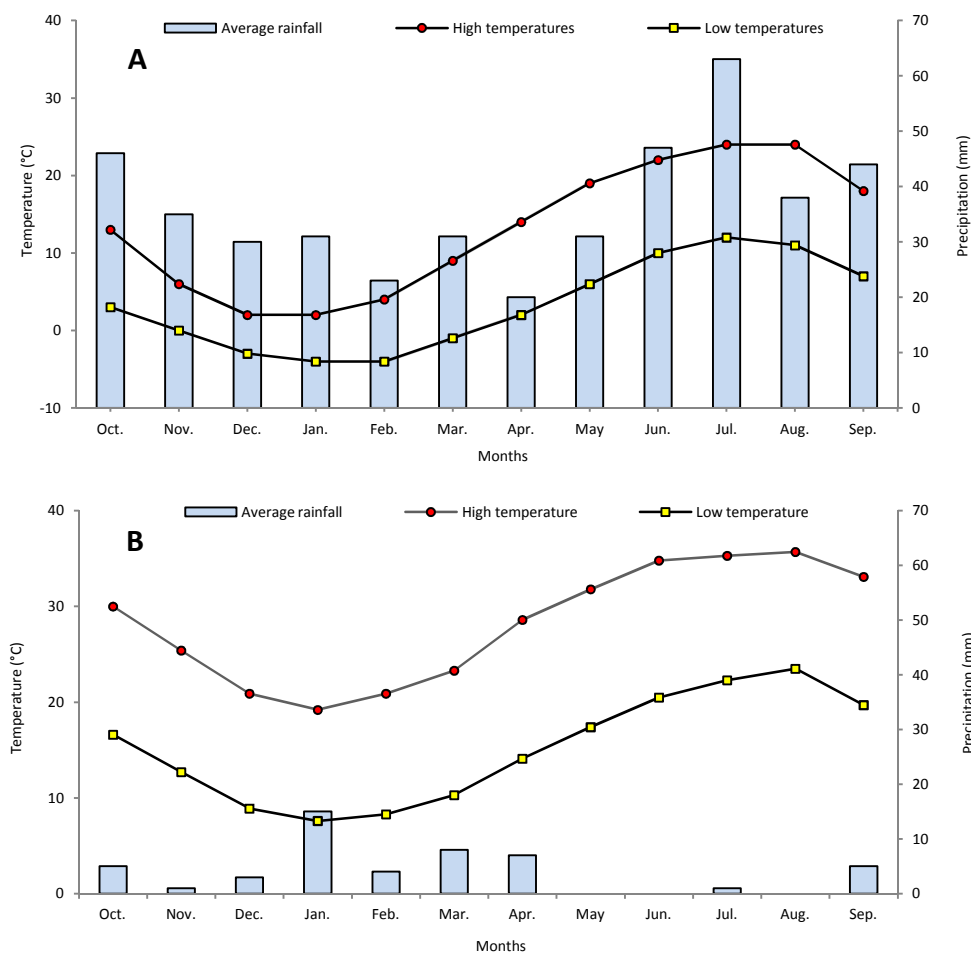 Average rainfall High temperatures Low temperatures
A
Temperature (°C)
40
30
20
10
0
-10
70
60
50
40
30
20
10
0
Precipitation (mm)
Oct. Nov. Dec. Jan. Feb. Mar. Apr. May Jun. Jul. Aug. Sep.
Months
Average rainfall High temperature Low temperature
B
Temperature (°C)
40
30
20
10
0
70
60
50
40
30
20
10
0
Precipitation (mm)
Oct. Nov. Dec. Jan. Feb. Mar. Apr. May Jun. Jul. Aug. Sep.
Months